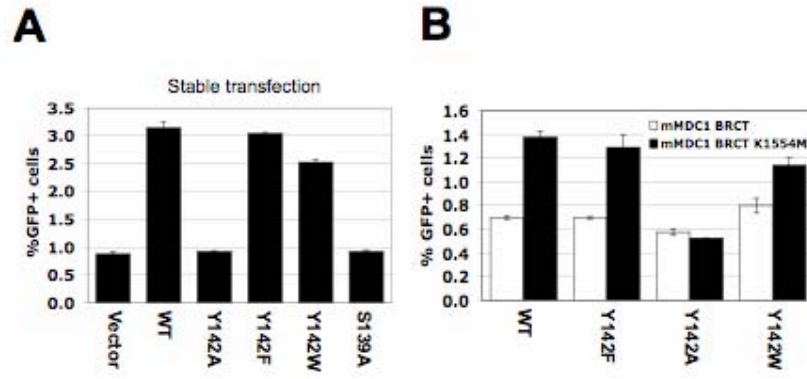 A
B
Stable transfection
%GFP+ cells
3.5
3.0
2.5
2.0
1.5
1.0
0.5
0.0
Vector
WT
Y142A
Y142F
Y142W
S139A
% GFP+ cells
1.6
1.4
1.2
1.0
0.8
0.6
0.4
0.2
0.0
mMDC1 BRCT
mMDC1 BRCT K1554M
WT
Y142F
Y142A
Y142W